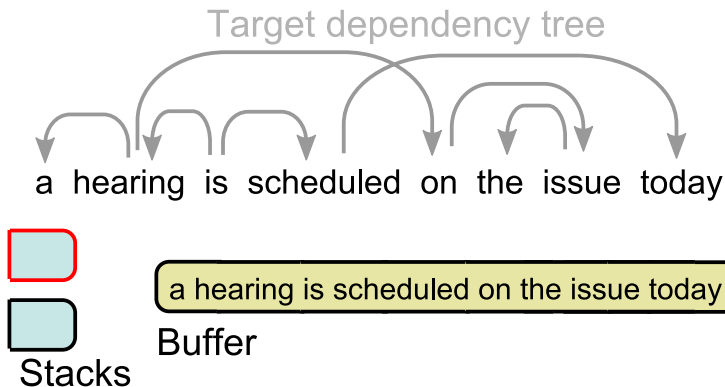 Target dependency tree
a hearing is scheduled on the issue today
a hearing is scheduled on the issue today
Buffer
Stacks